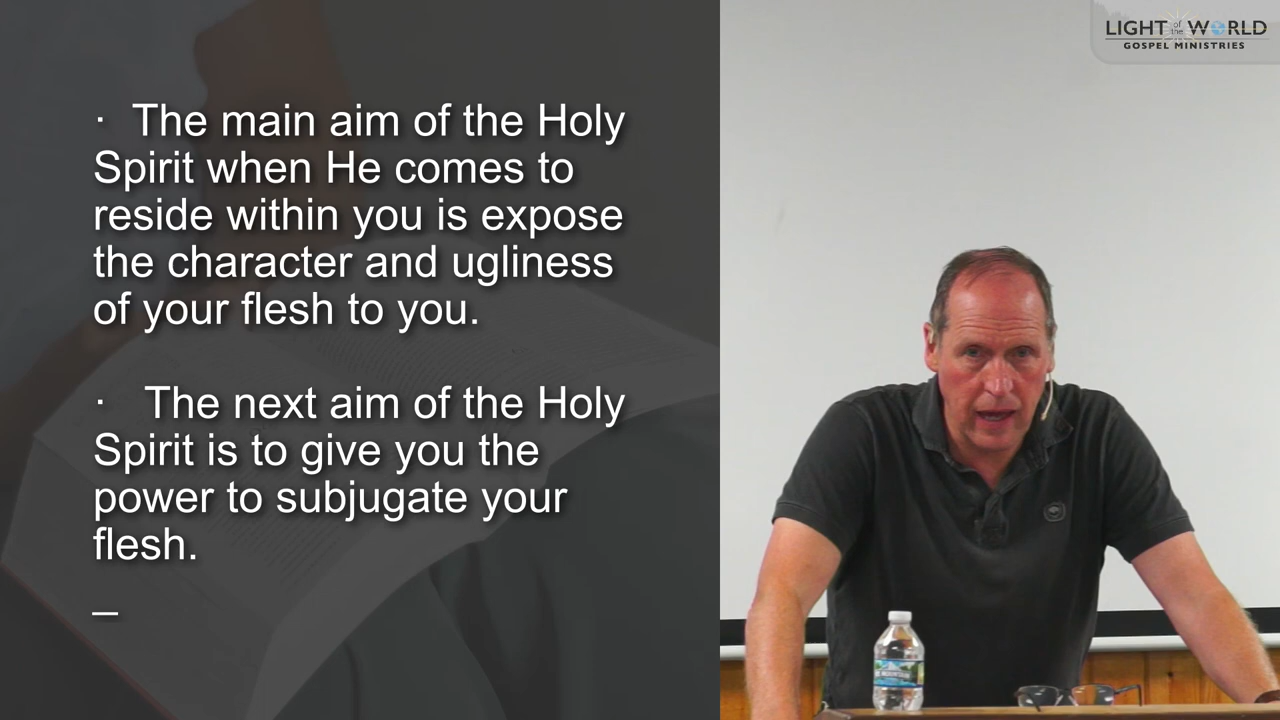 · The main aim of the Holy
Spirit when He comes to
reside within you is expose
the character and ugliness
of your flesh to you.
· The next aim of the Holy
Spirit is to give you the
power to subjugate your
flesh.
_
LIGHT of the WORLD
GOSPEL MINISTRIES